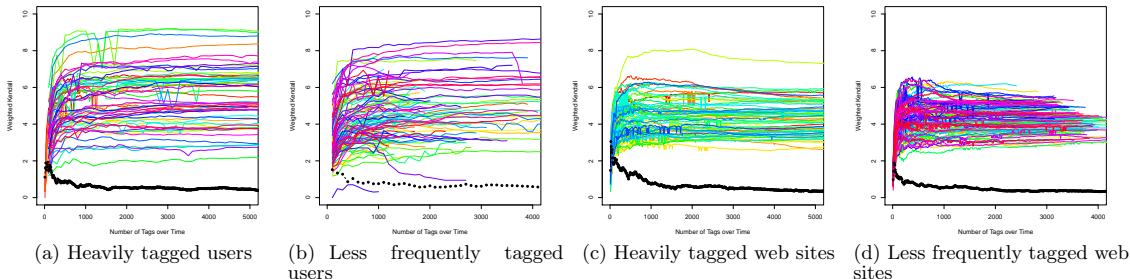 10
8
6
4
2
0
Weighted Kendall
0 1000 2000 3000 4000 5000
Number of Tags over Time
(a) Heavily tagged users
10
8
6
4
2
0
Weighted Kendall
0 1000 2000 3000 4000
Number of Tags over Time
(b) Less frequently tagged
users
10
8
6
4
2
0
Weighted Kendall
0 1000 2000 3000 4000 5000
Number of Tags over Time
(c) Heavily tagged web sites
10
8
6
4
2
0
Weighted Kendall
0 1000 2000 3000 4000
Number of Tags over Time
(d) Less frequently tagged web
sites